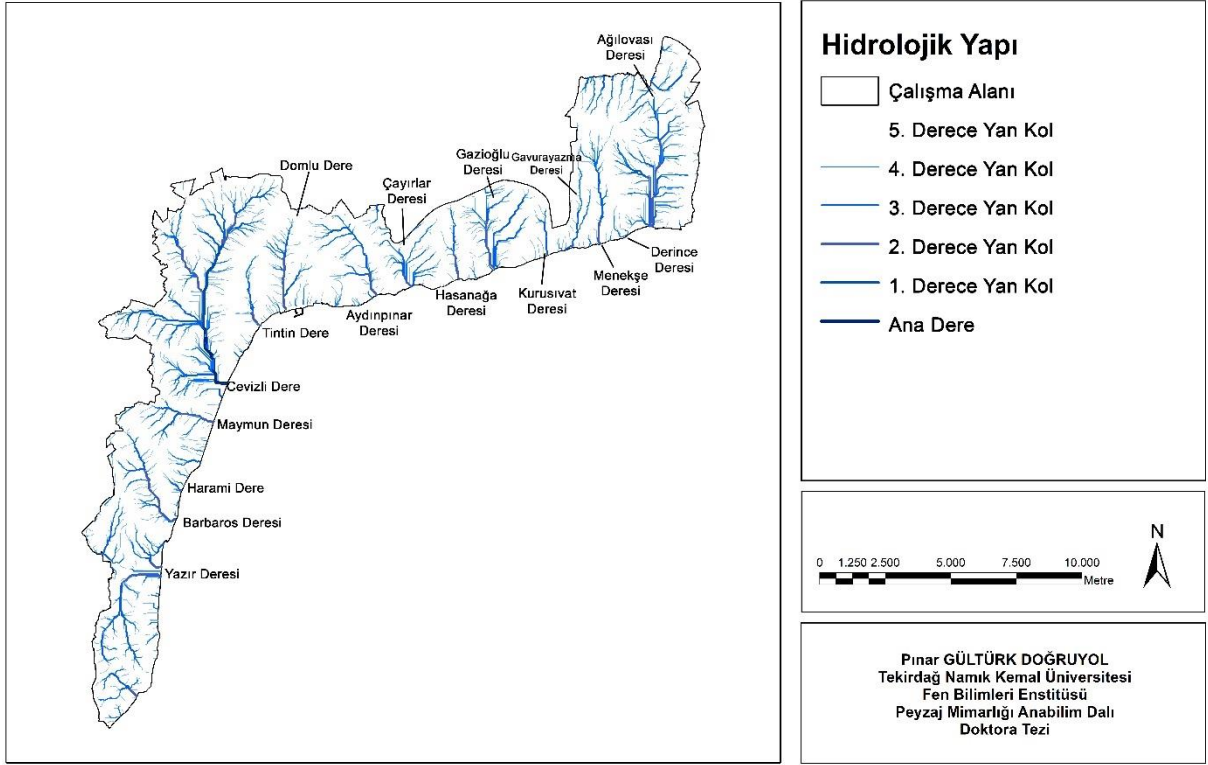 Ağılovası
Deresi
Domlu Dere
Gazioğlu
Deresi
Gavurayazma
Deresi
Çayırlar
Deresi
Derince
Deresi
Menekşe
Deresi
Kurusıvat
Deresi
Hasanağa
Deresi
Aydınpınar
Deresi
Tintin Dere
Cevizli Dere
Maymun Deresi
Harami Dere
Barbaros Deresi
Yazır Deresi
Hidrolojik Yapı
Çalışma Alanı
5. Derece Yan Kol
4. Derece Yan Kol
3. Derece Yan Kol
2. Derece Yan Kol
1. Derece Yan Kol
Ana Dere
N
0 1.250 2.500 5.000 7.500 10.000
Metre
Pınar GÜLTÜRK DOĞRUYOL
Tekirdağ Namık Kemal Üniversitesi
Fen Bilimleri Enstitüsü
Peyzaj Mimarlığı Anabilim Dalı
Doktora Tezi